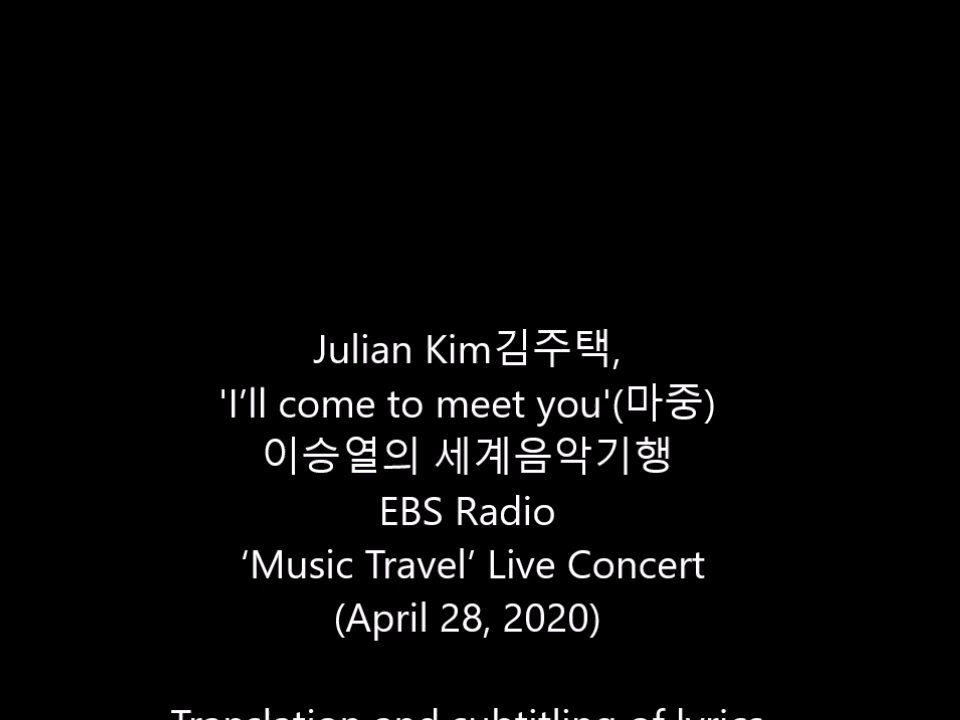 Julian Kim김주택,
'I’ll come to meet you'(마중)
이승열의 세계음악기행
EBS Radio
‘Music Travel’ Live Concert
(April 28, 2020)
Translation and subtitling of lyrics